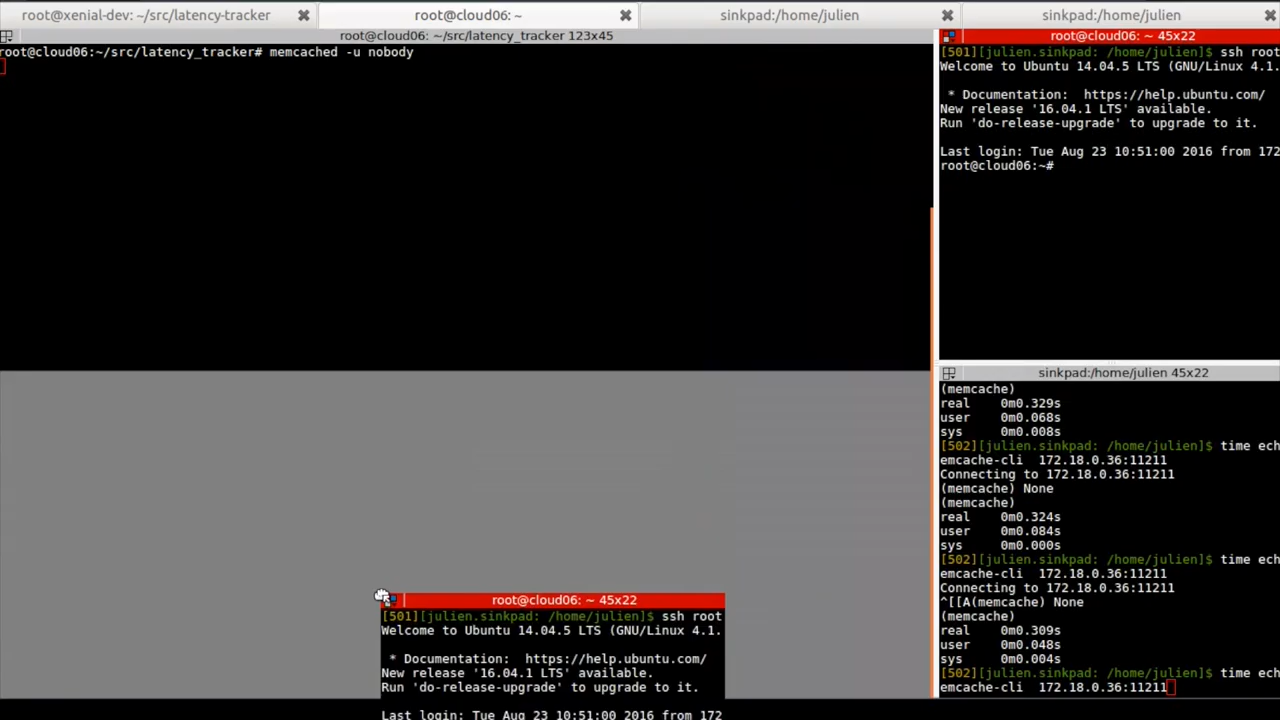 root@xenial-dev: ~/src/latency-tracker
root@cloud06: ~
sinkpad:/home/julien
sinkpad:/home/julien
root@cloud06: ~/src/latency_tracker 123x45
root@cloud06:~/src/latency_tracker# memcached -u nobody
root@cloud06: ~ 45x22
[501][julien.sinkpad: /home/julien]$ ssh root
Welcome to Ubuntu 14.04.5 LTS (GNU/Linux 4.1.
* Documentation:  https://help.ubuntu.com/
New release '16.04.1 LTS' available.
Run 'do-release-upgrade' to upgrade to it.
Last login: Tue Aug 23 10:51:00 2016 from 172
root@cloud06:~#
sinkpad:/home/julien 45x22
(memcache)
real    0m0.329s
user    0m0.068s
sys     0m0.008s
[502][julien.sinkpad: /home/julien]$ time ech
emcache-cli  172.18.0.36:11211
Connecting to 172.18.0.36:11211
(memcache) None
(memcache)
real    0m0.324s
user    0m0.084s
sys     0m0.000s
[502][julien.sinkpad: /home/julien]$ time ech
emcache-cli  172.18.0.36:11211
Connecting to 172.18.0.36:11211
^[[A(memcache) None
(memcache)
real    0m0.309s
user    0m0.048s
sys     0m0.004s
[502][julien.sinkpad: /home/julien]$ time ech
emcache-cli  172.18.0.36:11211
root@cloud06: ~ 45x22
[501][julien.sinkpad: /home/julien]$ ssh root
Welcome to Ubuntu 14.04.5 LTS (GNU/Linux 4.1.
* Documentation:  https://help.ubuntu.com/
New release '16.04.1 LTS' available.
Run 'do-release-upgrade' to upgrade to it.
Last login: Tue Aug 23 10:51:00 2016 from 172